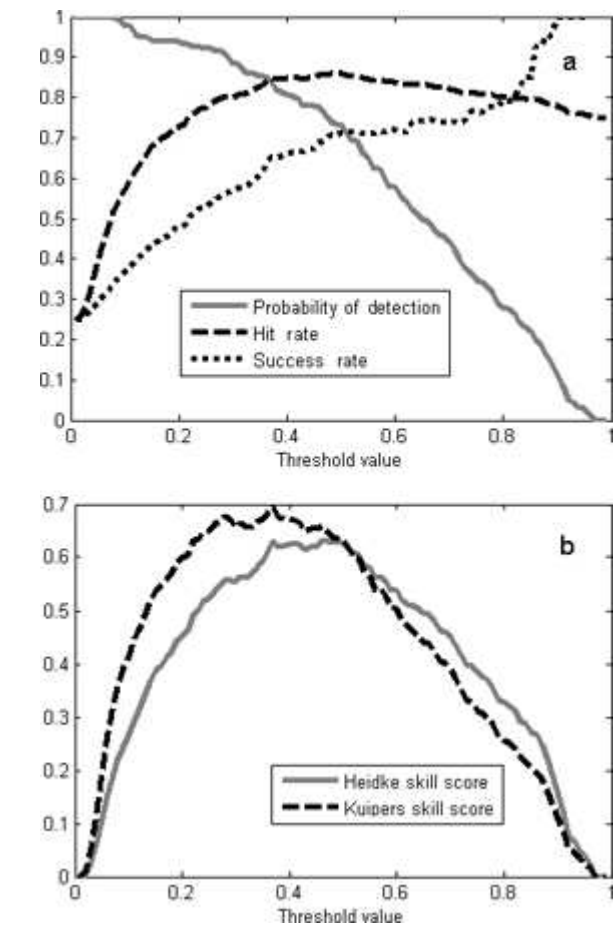 1
0.9
0.8
0.7
0.6
0.5
0.4
0.3
0.2
0.1
0
a
Probability of detection
Hit rate
Success rate
0 0.2 0.4 0.6 0.8 1
Threshold value
0.7
0.6
0.5
0.4
0.3
0.2
0.1
0
b
Heidke skill score
Kuipers skill score
0 0.2 0.4 0.6 0.8 1
Threshold value